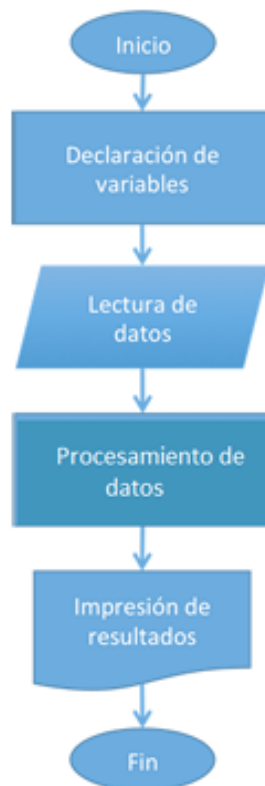 Inicio
Declaración de
variables
Lectura de
datos
Procesamiento de
datos
Impresión de
resultados
Fin